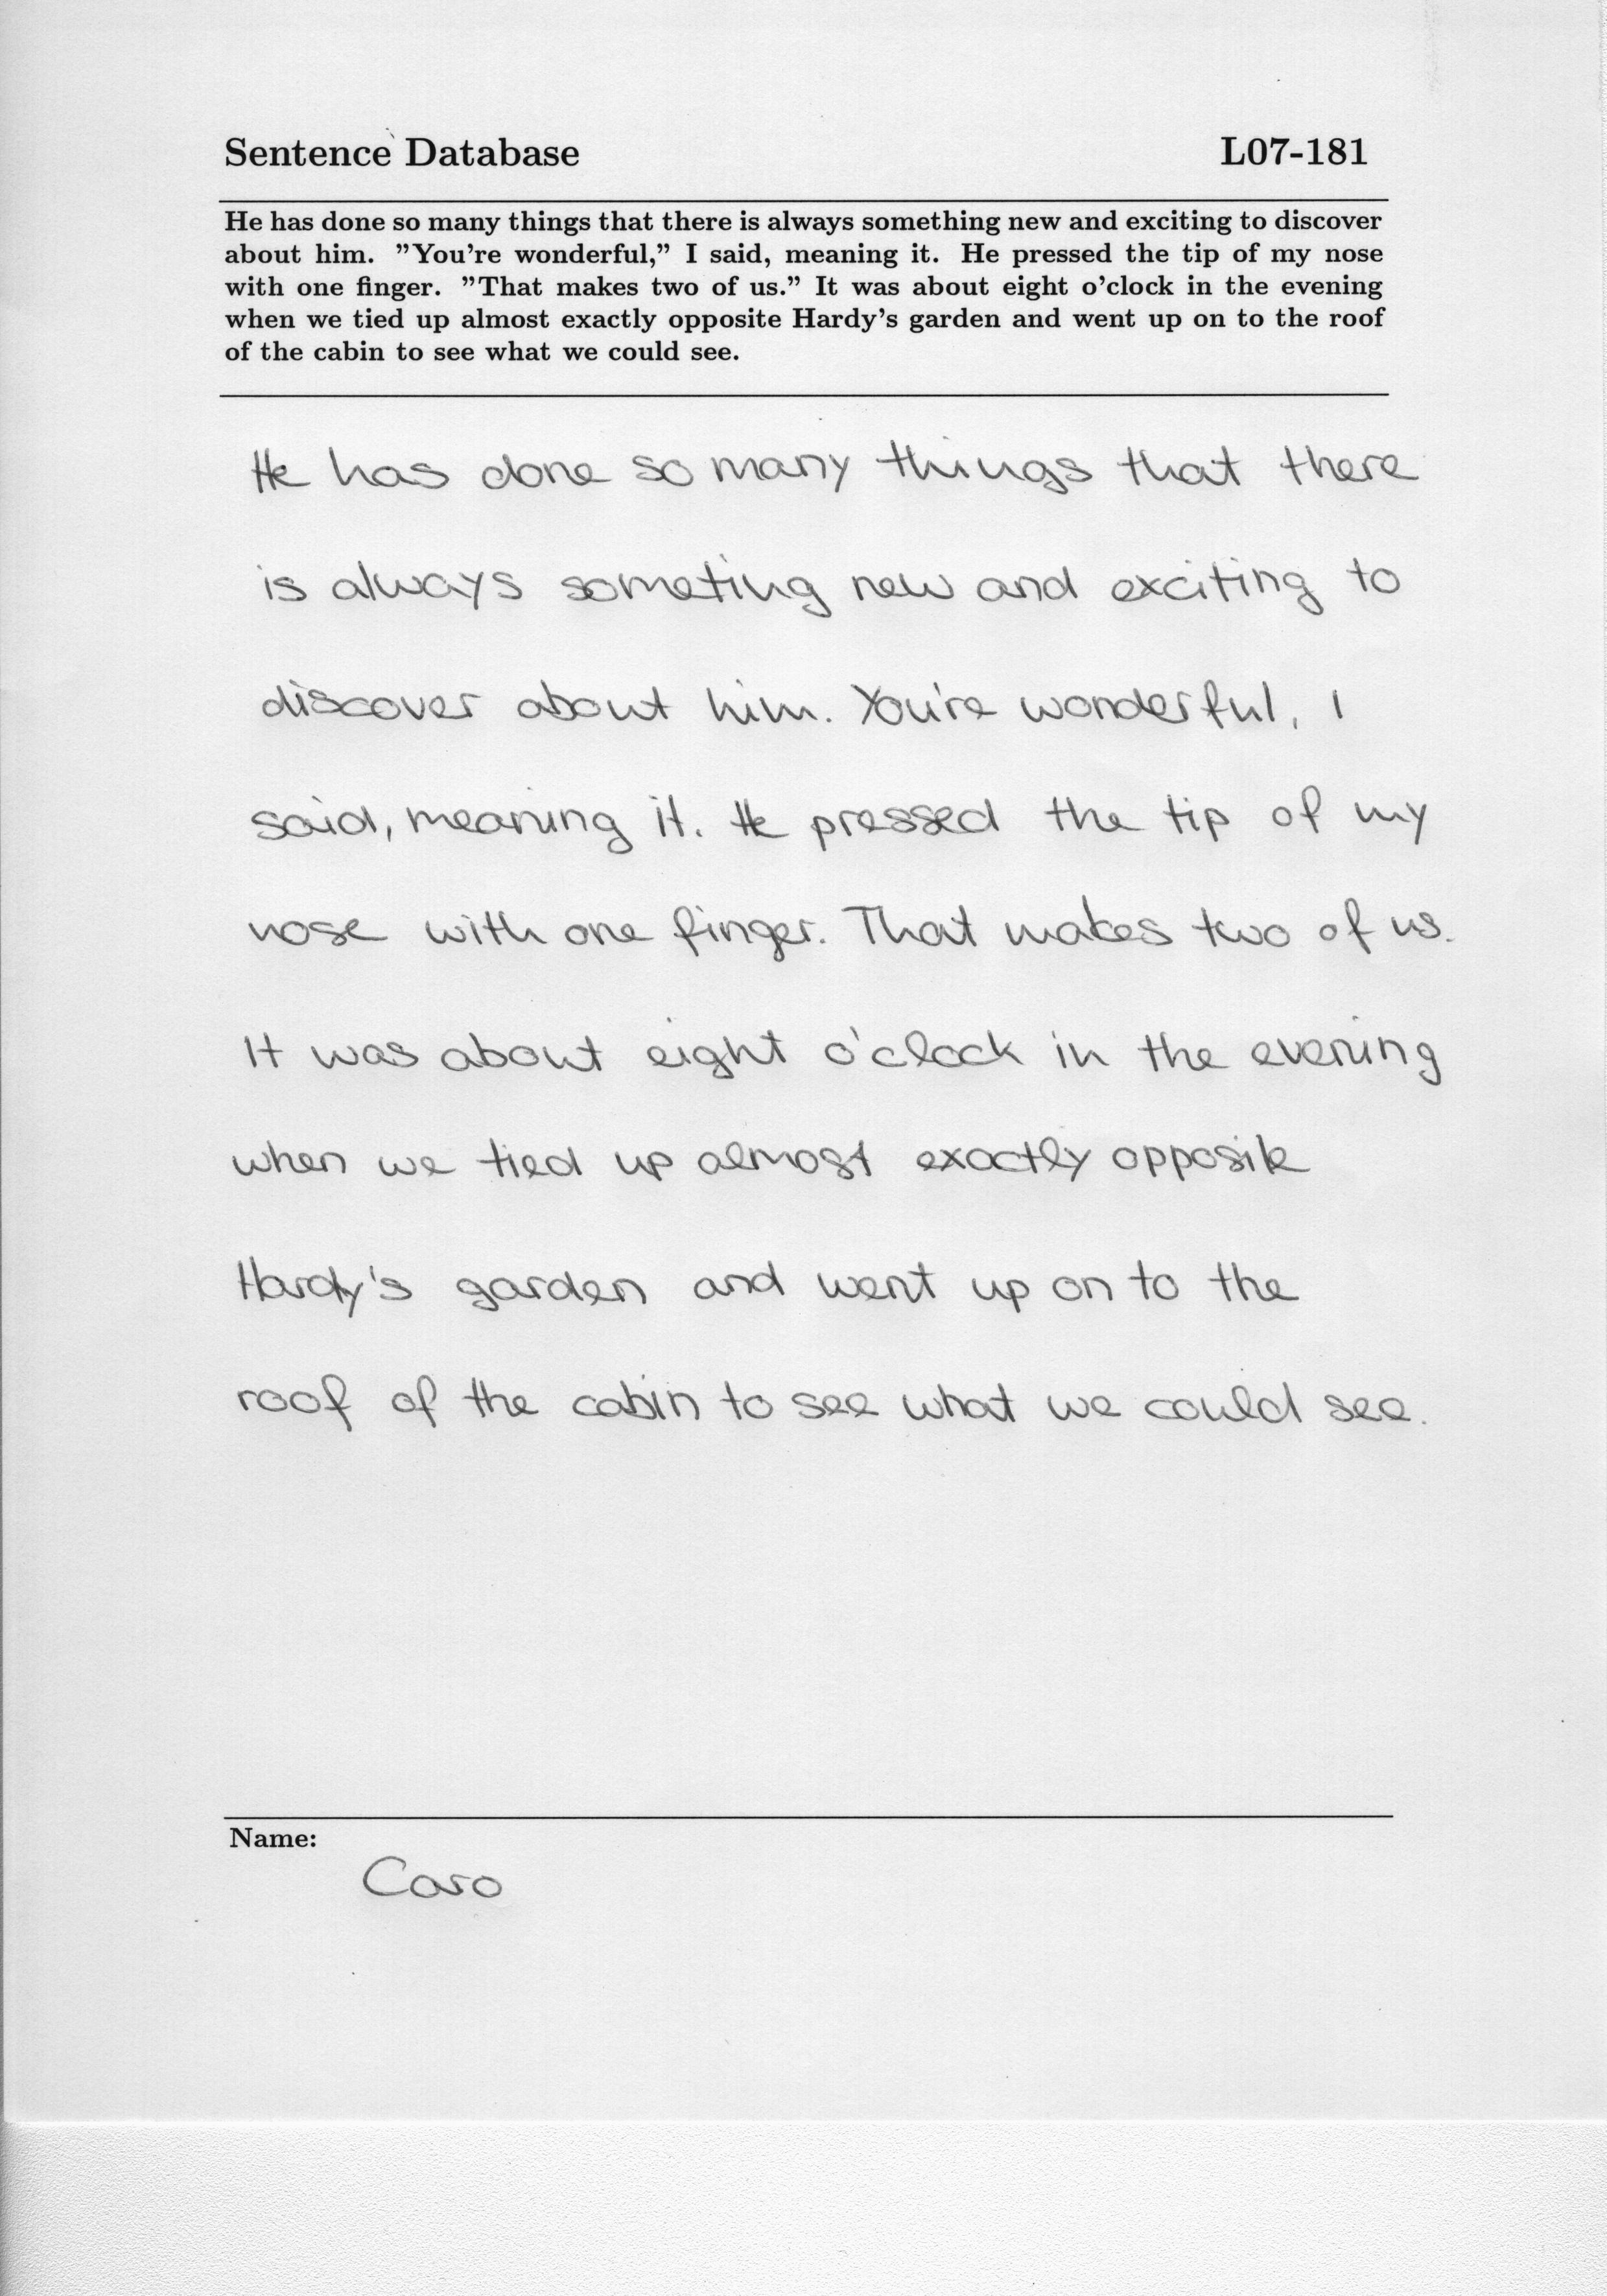 Sentence Database L07-181
He has done so many things that there is always something new and exciting to discover
about him. ”You're wonderful,” I said, meaning it. He pressed the tip of my nose
with one finger. ”That makes two of us.” It was about eight o'clock in the evening
when we tied up almost exactly opposite Hardy's garden and went up on to the roof
of the cabin to see what we could see.
He has done so many things that there
is always someting new and exciting to
discover about him. You're wonderful, I
said, meaning it. He pressed the tip of my
nose with one finger. That makes two of us.
It was about eight o'clock in the evening
when we tied up almost exactly opposite
Hardy's garden and went up on to the
roof of the cabin to see what we could see.
Name:
Caro